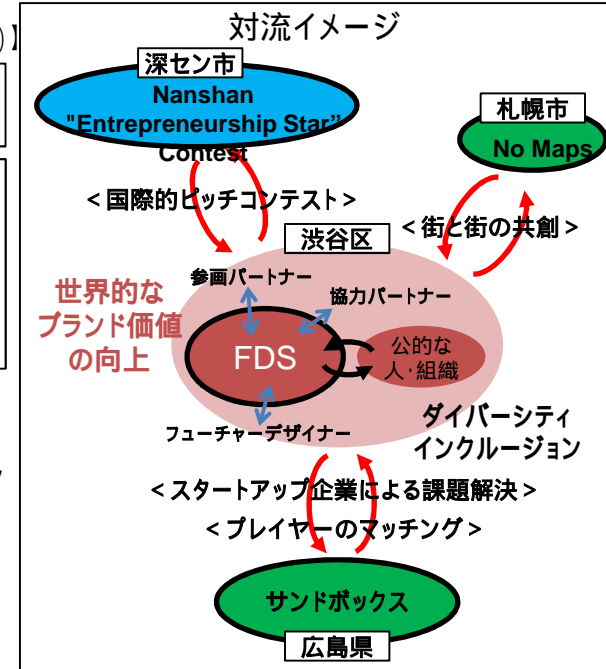 )】
対流イメージ
深セン市
Nanshan
"Entrepreneurship Star”
Contest
札幌市
No Maps
<国際的ピッチコンテスト>
<街と街の共創>
渋谷区
参画パートナー
協力パートナー
世界的な
ブランド価値
の向上
FDS
公的な
人・組織
フューチャーデザイナー
ダイバーシティ
インクルージョン
<スタートアップ企業による課題解決>
<プレイヤーのマッチング>
サンドボックス
広島県